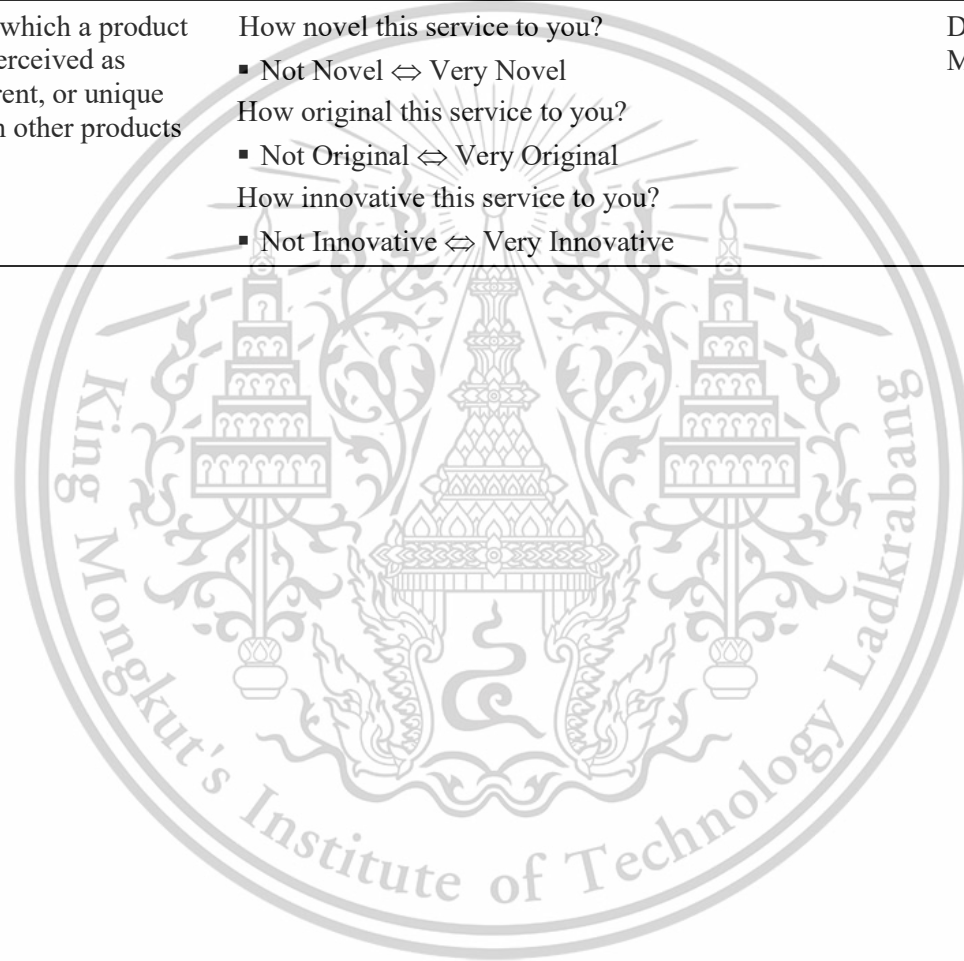 which a product
erceived as
rent, or unique
n other products
How novel this service to you?
▪ Not Novel ⇔ Very Novel
How original this service to you?
▪ Not Original ⇔ Very Original
How innovative this service to you?
▪ Not Innovative ⇔ Very Innovative
D
M
King Mongkut's Institute of Technology Ladkrabang